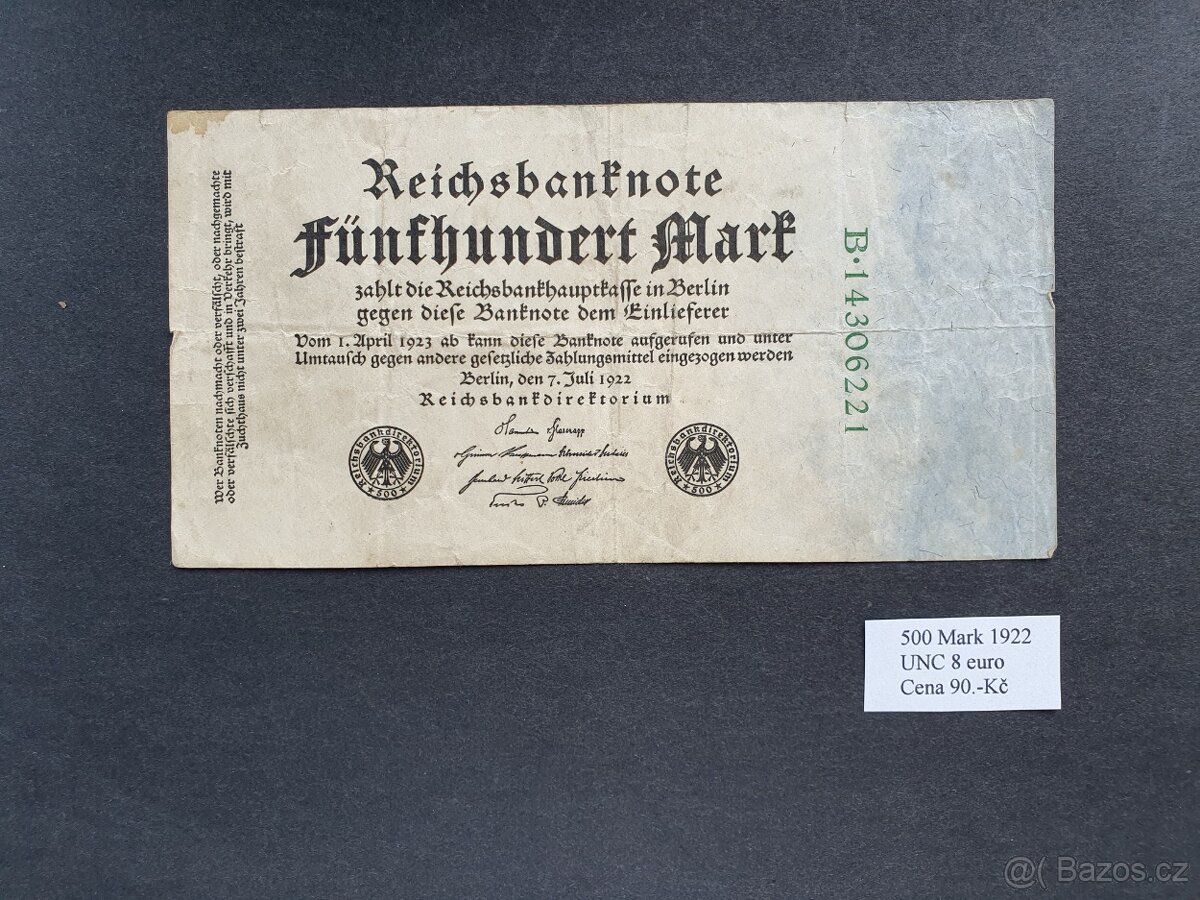 Reichsbanknote
Fünfhundert Mark
zahlt die Reichsbankhauptkasse in Berlin
gegen diese Banknote dem Einlieferer
Vom 1. April 1923 ab kann diese Banknote aufgerufen und unter
Umtausch gegen andere gesetzliche Zahlungsmittel eingezogen werden
Berlin, den 7. Juli 1922
Reichsbankdirektorium
Reichsbankdirektorium
* 500 *
Reichsbankdirektorium
* 500 *
Wer Banknoten nachmacht oder verfälscht, oder nachgemachte
oder verfälschte sich verschafft und in Verkehr bringt, wird mit
Zuchthaus nicht unter zwei Jahren bestraft
B·14306221
500 Mark 1922
UNC 8 euro
Cena 90.-Kč
@( Bazos.cz